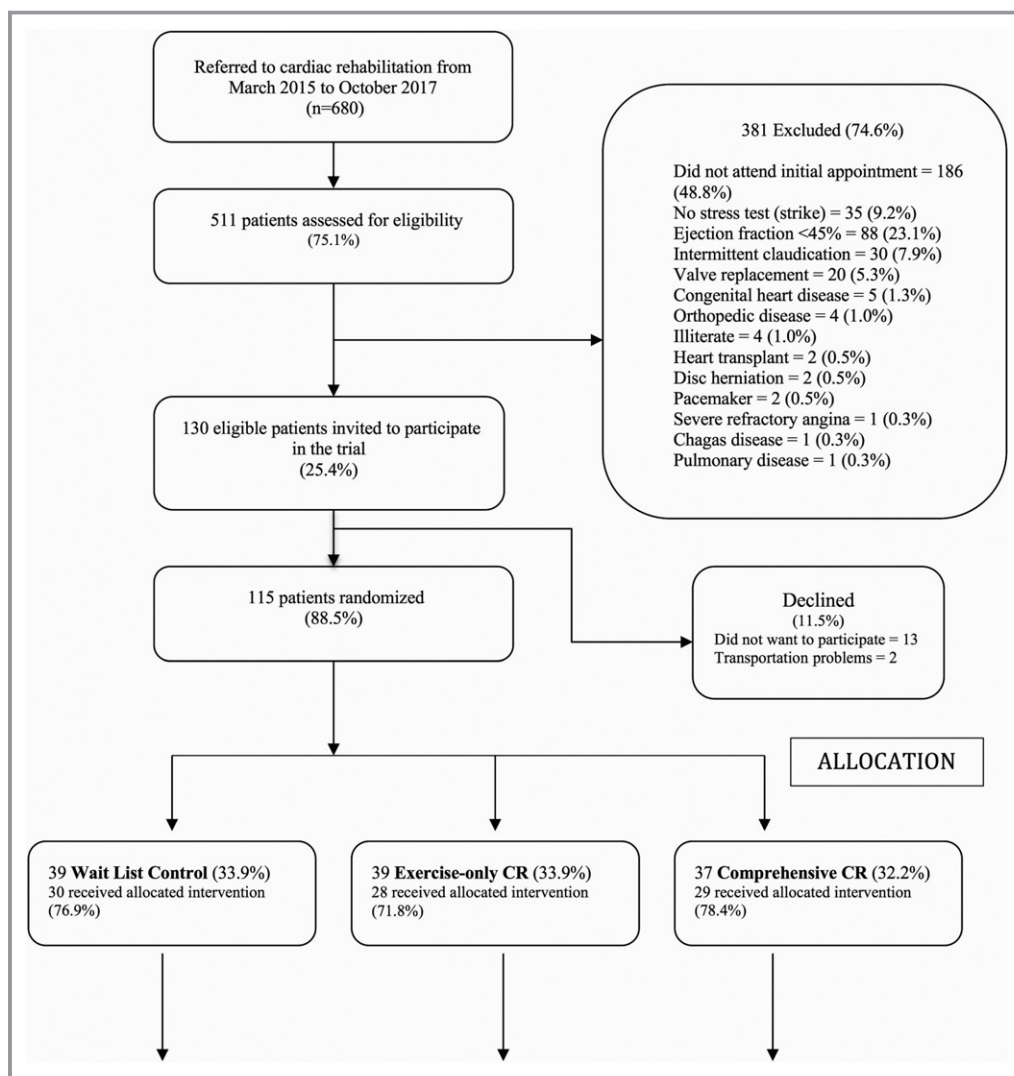 Referred to cardiac rehabilitation from
March 2015 to October 2017
(n=680)
511 patients assessed for eligibility
(75.1%)
381 Excluded (74.6%)
Did not attend initial appointment = 186
(48.8%)
No stress test (strike) = 35 (9.2%)
Ejection fraction <45% = 88 (23.1%)
Intermittent claudication = 30 (7.9%)
Valve replacement = 20 (5.3%)
Congenital heart disease = 5 (1.3%)
Orthopedic disease = 4 (1.0%)
Illiterate = 4 (1.0%)
Heart transplant = 2 (0.5%)
Disc herniation = 2 (0.5%)
Pacemaker = 2 (0.5%)
Severe refractory angina = 1 (0.3%)
Chagas disease = 1 (0.3%)
Pulmonary disease = 1 (0.3%)
130 eligible patients invited to participate
in the trial
(25.4%)
115 patients randomized
(88.5%)
Declined
(11.5%)
Did not want to participate = 13
Transportation problems = 2
ALLOCATION
39 Wait List Control (33.9%)
30 received allocated intervention
(76.9%)
39 Exercise-only CR (33.9%)
28 received allocated intervention
(71.8%)
37 Comprehensive CR (32.2%)
29 received allocated intervention
(78.4%)